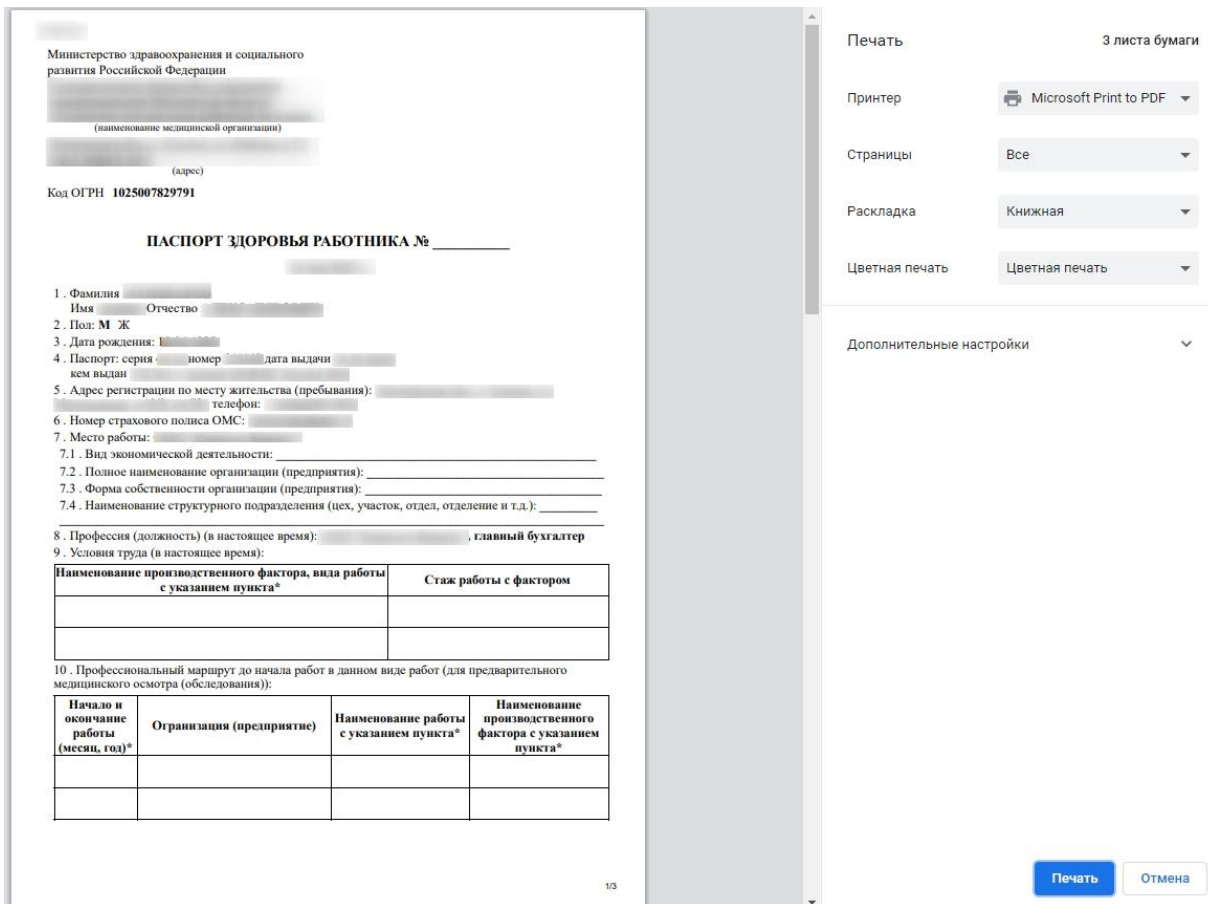 Министерство здравоохранения и социального
развития Российской Федерации
(наименование медицинской организации)
(адрес)
Код ОГРН 1025007829791
ПАСПОРТ ЗДОРОВЬЯ РАБОТНИКА № __________
1 . Фамилия
Имя Отчество
2 . Пол: М Ж
3 . Дата рождения:
4 . Паспорт: серия номер дата выдачи
кем выдан
5 . Адрес регистрации по месту жительства (пребывания):
телефон:
6 . Номер страхового полиса ОМС:
7 . Место работы:
7.1 . Вид экономической деятельности:
7.2 . Полное наименование организации (предприятия):
7.3 . Форма собственности организации (предприятия):
7.4 . Наименование структурного подразделения (цех, участок, отдел, отделение и т.д.):
8 . Профессия (должность) (в настоящее время): , главный бухгалтер
9 . Условия труда (в настоящее время):
Наименование производственного фактора, вида работы
с указанием пункта*
Стаж работы с фактором
10 . Профессиональный маршрут до начала работ в данном виде работ (для предварительного
медицинского осмотра (обследования)):
Начало и
окончание
работы
(месяц, год)*
Огранизация (предприятие)
Наименование работы
с указанием пункта*
Наименование
производственного
фактора с указанием
пункта*
1/3
Печать 3 листа бумаги
Принтер Microsoft Print to PDF
Страницы Все
Раскладка Книжная
Цветная печать Цветная печать
Дополнительные настройки
Печать Отмена